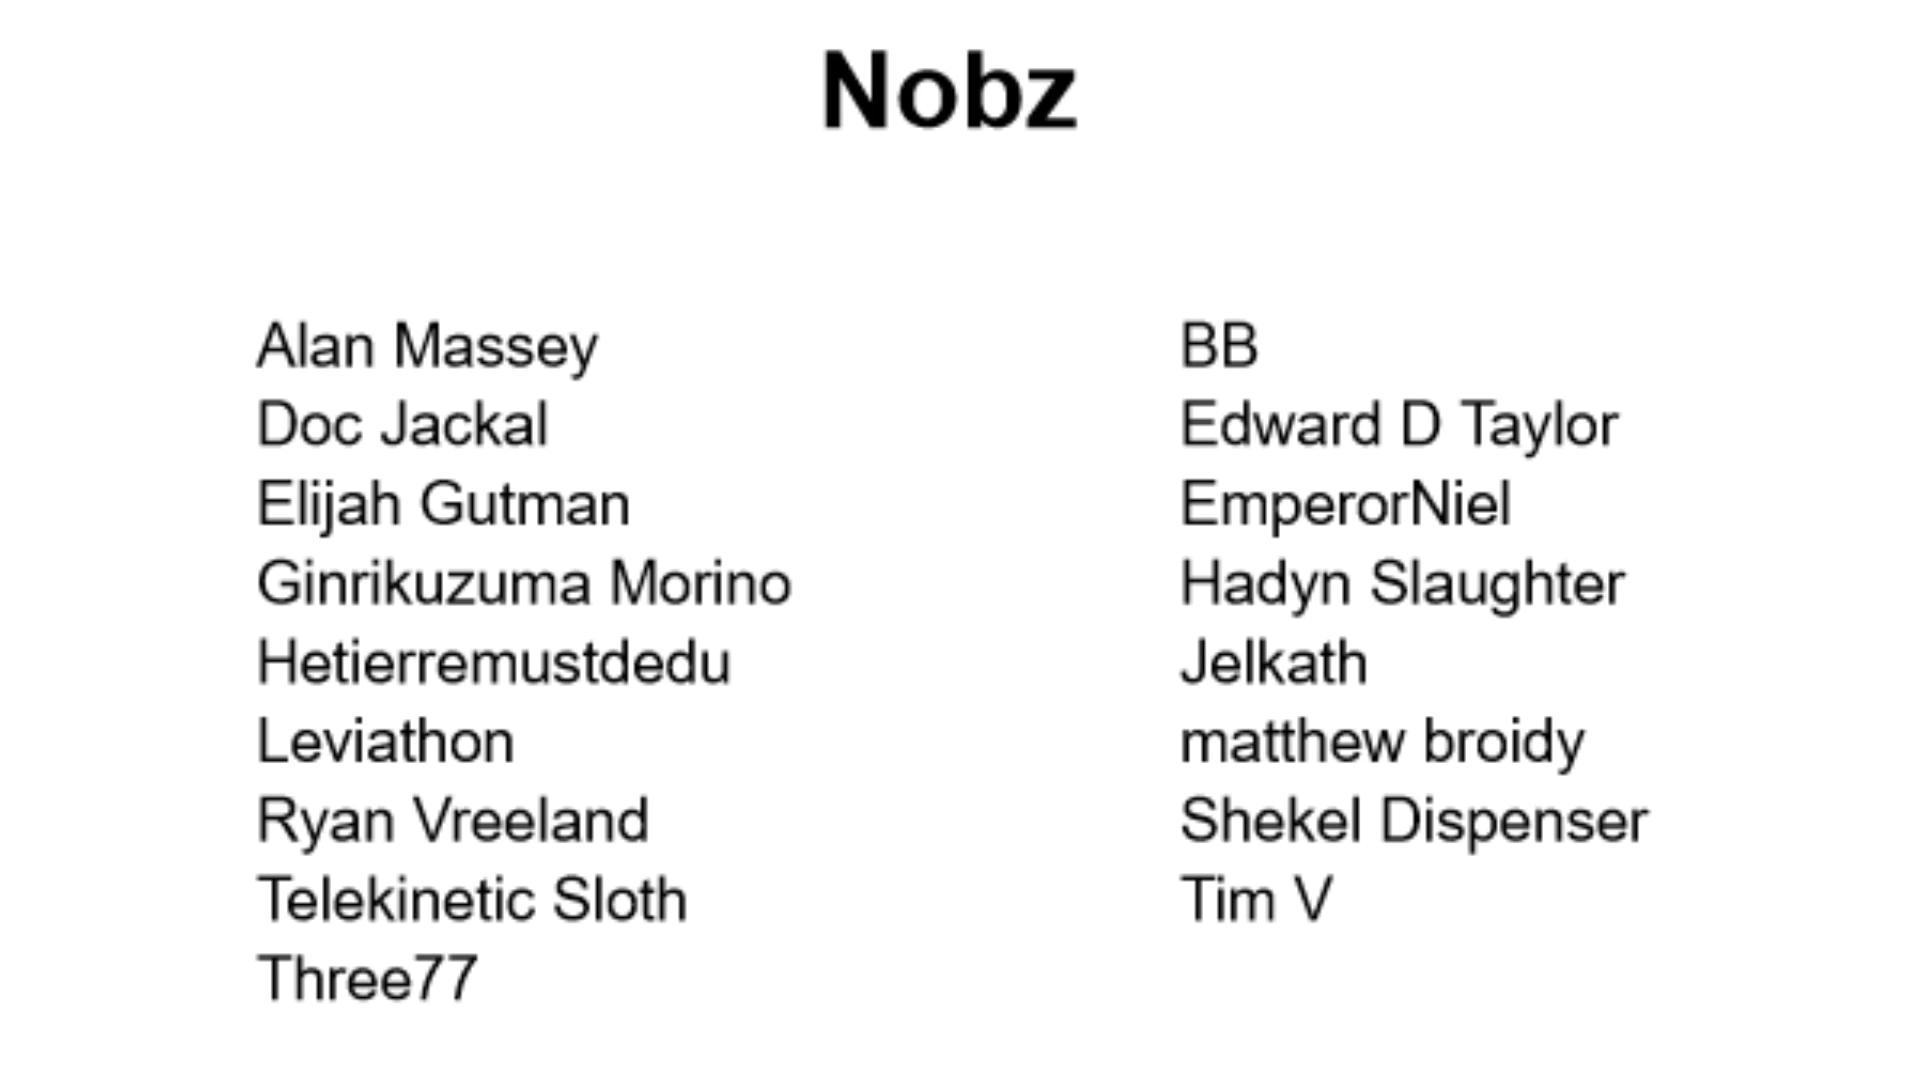 Nobz
Alan Massey
Doc Jackal
Elijah Gutman
Ginrikuzuma Morino
Hetierremustdedu
Leviathon
Ryan Vreeland
Telekinetic Sloth
Three77
BB
Edward D Taylor
EmperorNiel
Hadyn Slaughter
Jelkath
matthew broidy
Shekel Dispenser
Tim V